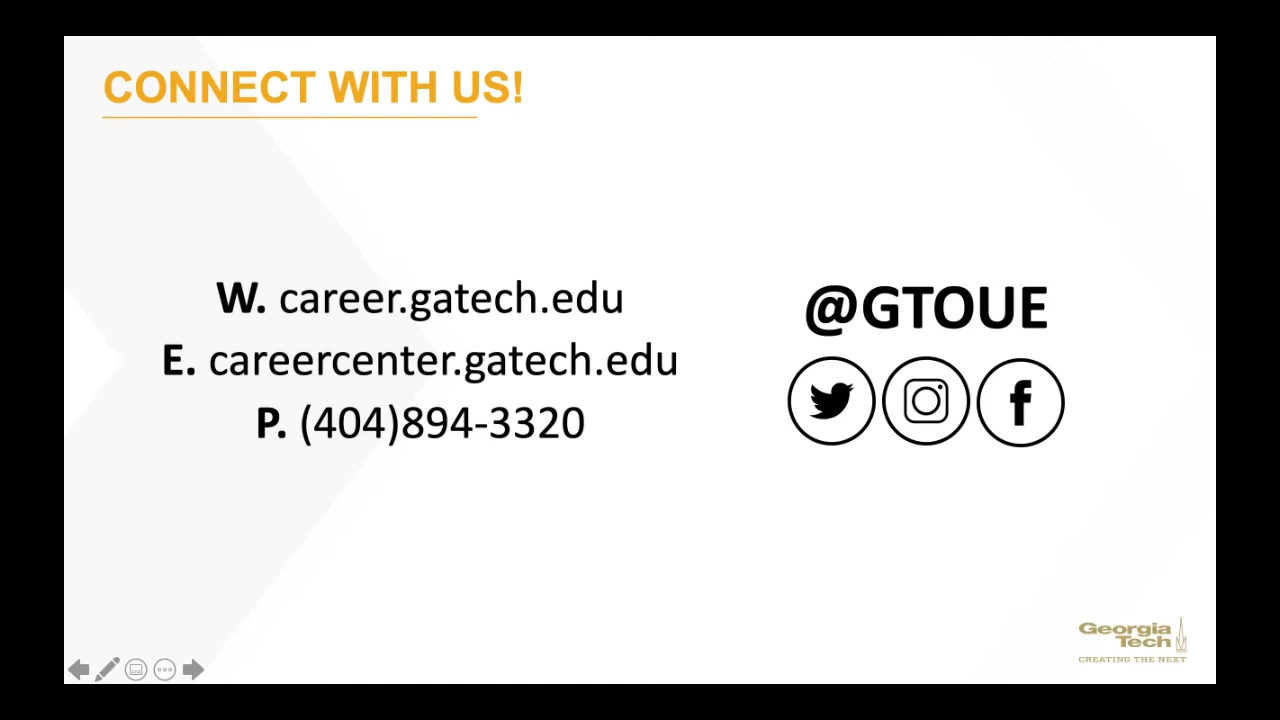 CONNECT WITH US!
W. career.gatech.edu
E. careercenter.gatech.edu
P. (404)894-3320
@GTOUE
Georgia
Tech
CREATING THE NEXT